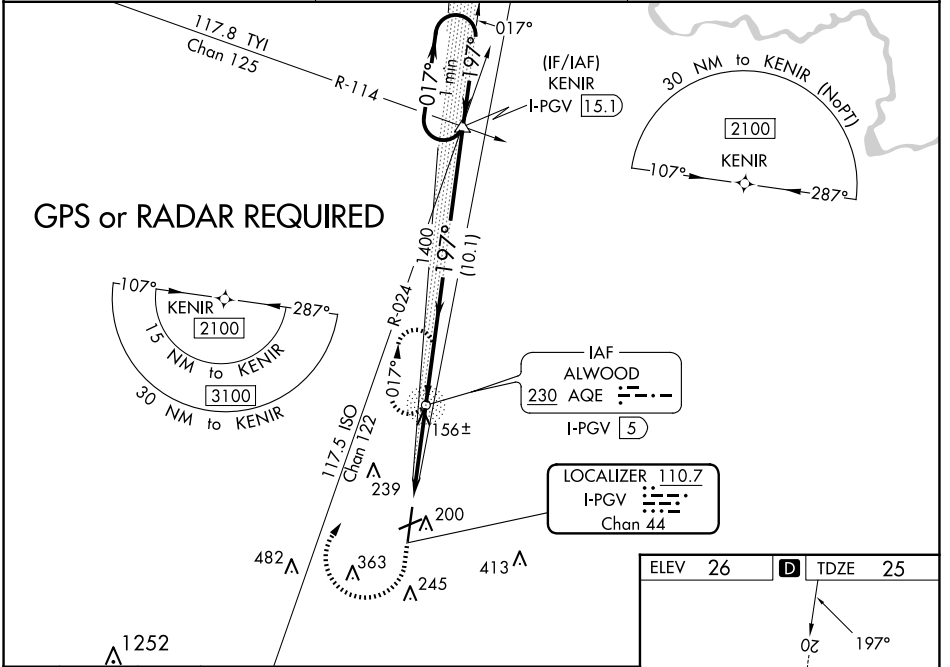 117.8 TYI
Chan 125
R-114
017°
1 min
197°
017°
(IF/IAF)
KENIR
I-PGV 15.1
30 NM to KENIR (NoPT)
2100
KENIR
107°
287°
GPS or RADAR REQUIRED
107°
KENIR
287°
2100
15 NM to KENIR
3100
30 NM to KENIR
R-024
1400
197°
(10.1)
017°
117.5 ISO
Chan 122
IAF
ALWOOD
230 AQE
I-PGV 5
156±
239
LOCALIZER 110.7
I-PGV
Chan 44
200
482
363
245
413
1252
ELEV 26 D TDZE 25
20
197°